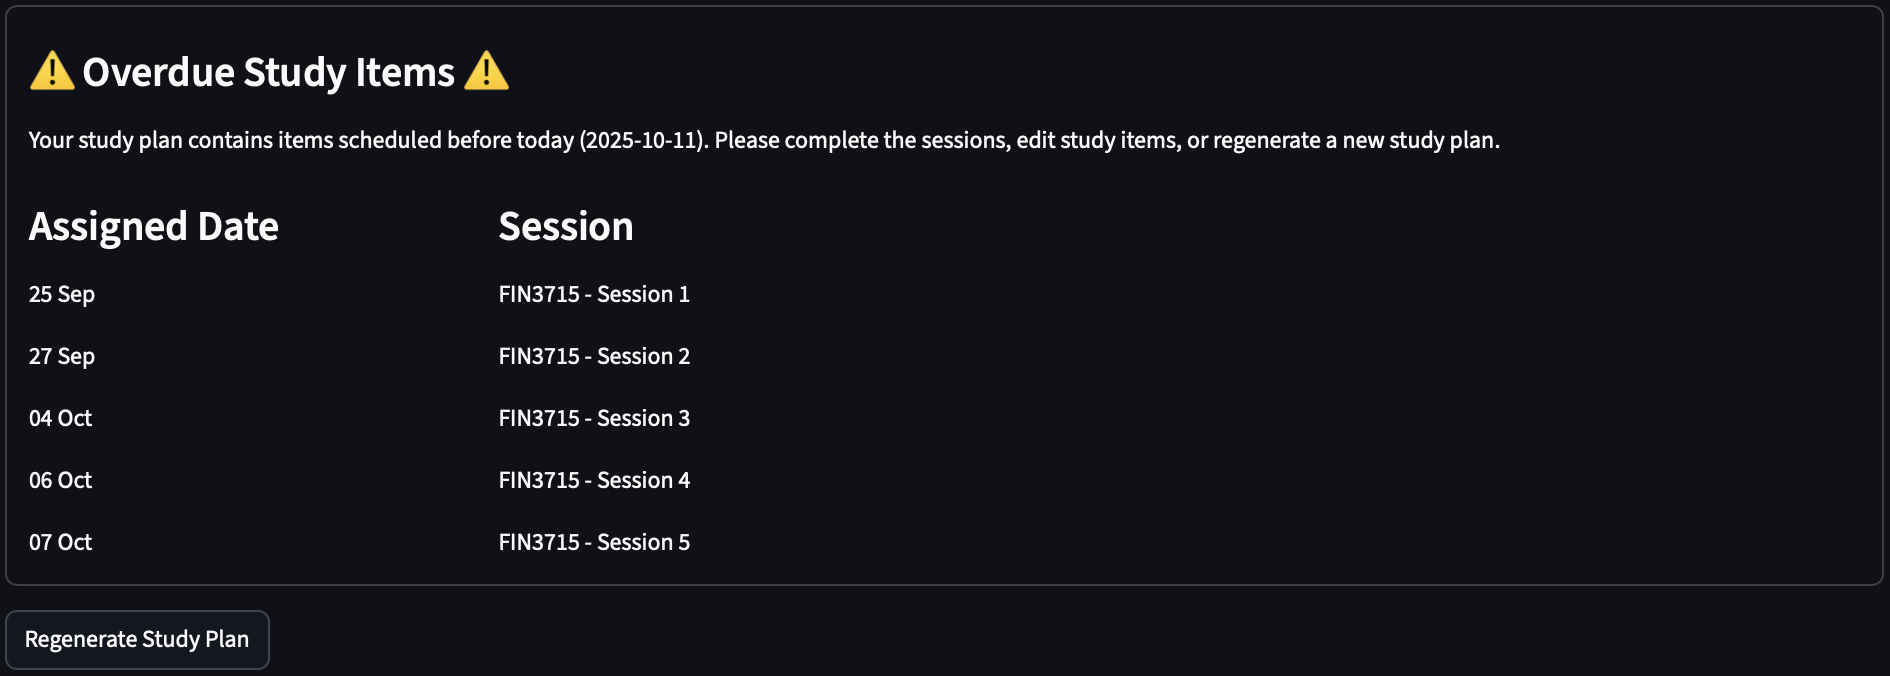 ⚠️ Overdue Study Items ⚠️
Your study plan contains items scheduled before today (2025-10-11). Please complete the sessions, edit study items, or regenerate a new study plan.
Assigned Date Session
25 Sep FIN3715 - Session 1
27 Sep FIN3715 - Session 2
04 Oct FIN3715 - Session 3
06 Oct FIN3715 - Session 4
07 Oct FIN3715 - Session 5
Regenerate Study Plan